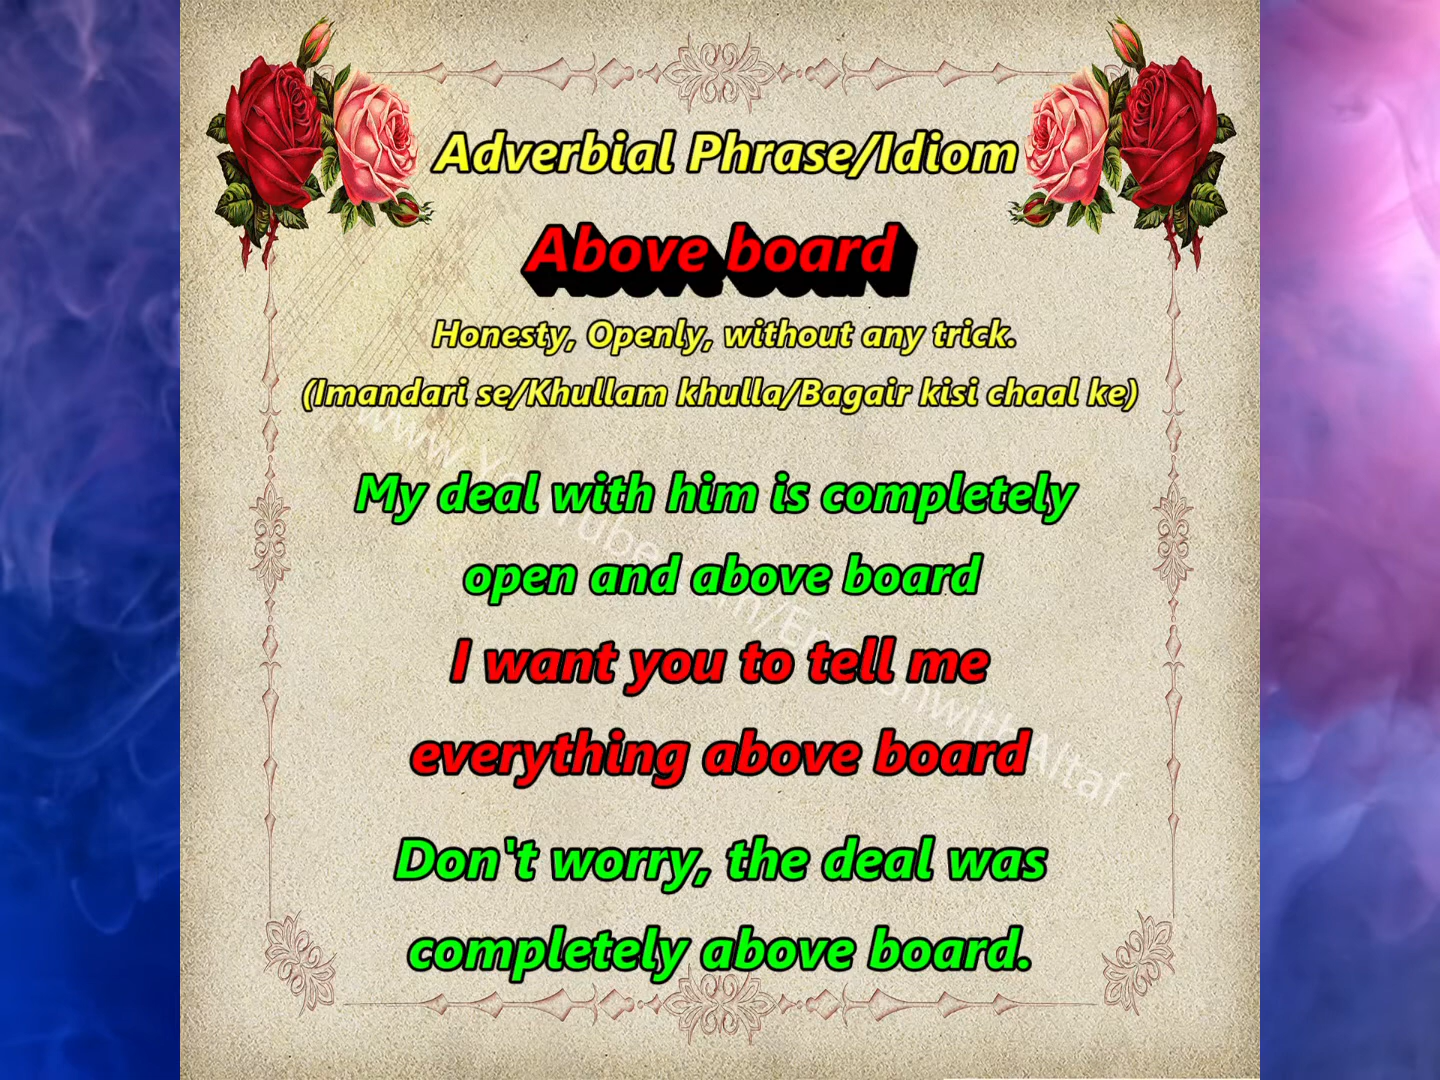 Adverbial Phrase/Idiom
Above board
Honesty, Openly, without any trick.
(Imandari se/Khullam khulla/Bagair kisi chaal ke)
My deal with him is completely
open and above board
I want you to tell me
everything above board
Don't worry, the deal was
completely above board.